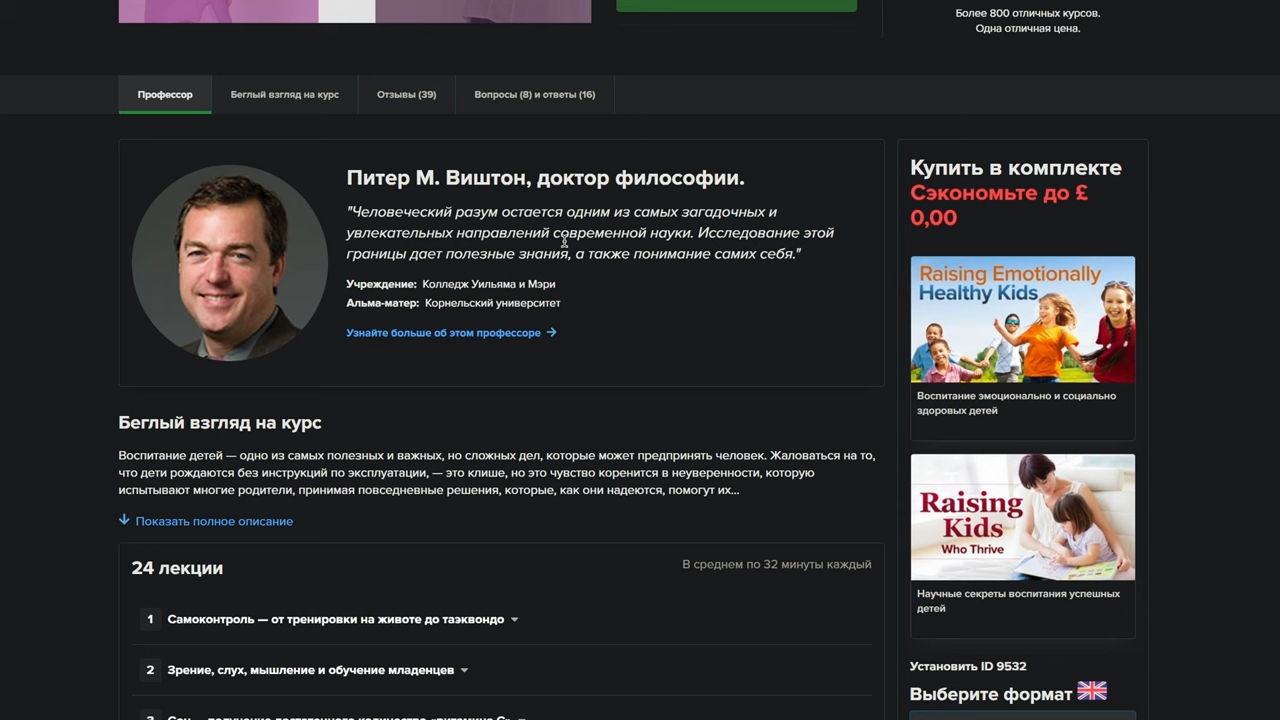 Более 800 отличных курсов.
Одна отличная цена.
Профессор
Беглый взгляд на курс
Отзывы (39)
Вопросы (8) и ответы (16)
Питер М. Виштон, доктор философии.
"Человеческий разум остается одним из самых загадочных и
увлекательных направлений современной науки. Исследование этой
границы дает полезные знания, а также понимание самих себя."
Учреждение: Колледж Уильяма и Мэри
Альма-матер: Корнельский университет
Узнайте больше об этом профессоре
Беглый взгляд на курс
Воспитание детей — одно из самых полезных и важных, но сложных дел, которые может предпринять человек. Жаловаться на то,
что дети рождаются без инструкций по эксплуатации, — это клише, но это чувство коренится в неуверенности, которую
испытывают многие родители, принимая повседневные решения, которые, как они надеются, помогут их...
Показать полное описание
24 лекции
В среднем по 32 минуты каждый
1 Самоконтроль — от тренировки на животе до таэквондо
2 Зрение, слух, мышление и обучение младенцев
Купить в комплекте
Сэкономьте до £
0,00
Raising Emotionally
Healthy Kids
Воспитание эмоционально и социально
здоровых детей
Raising
Kids
Who Thrive
Научные секреты воспитания успешных
детей
Установить ID 9532
Выберите формат